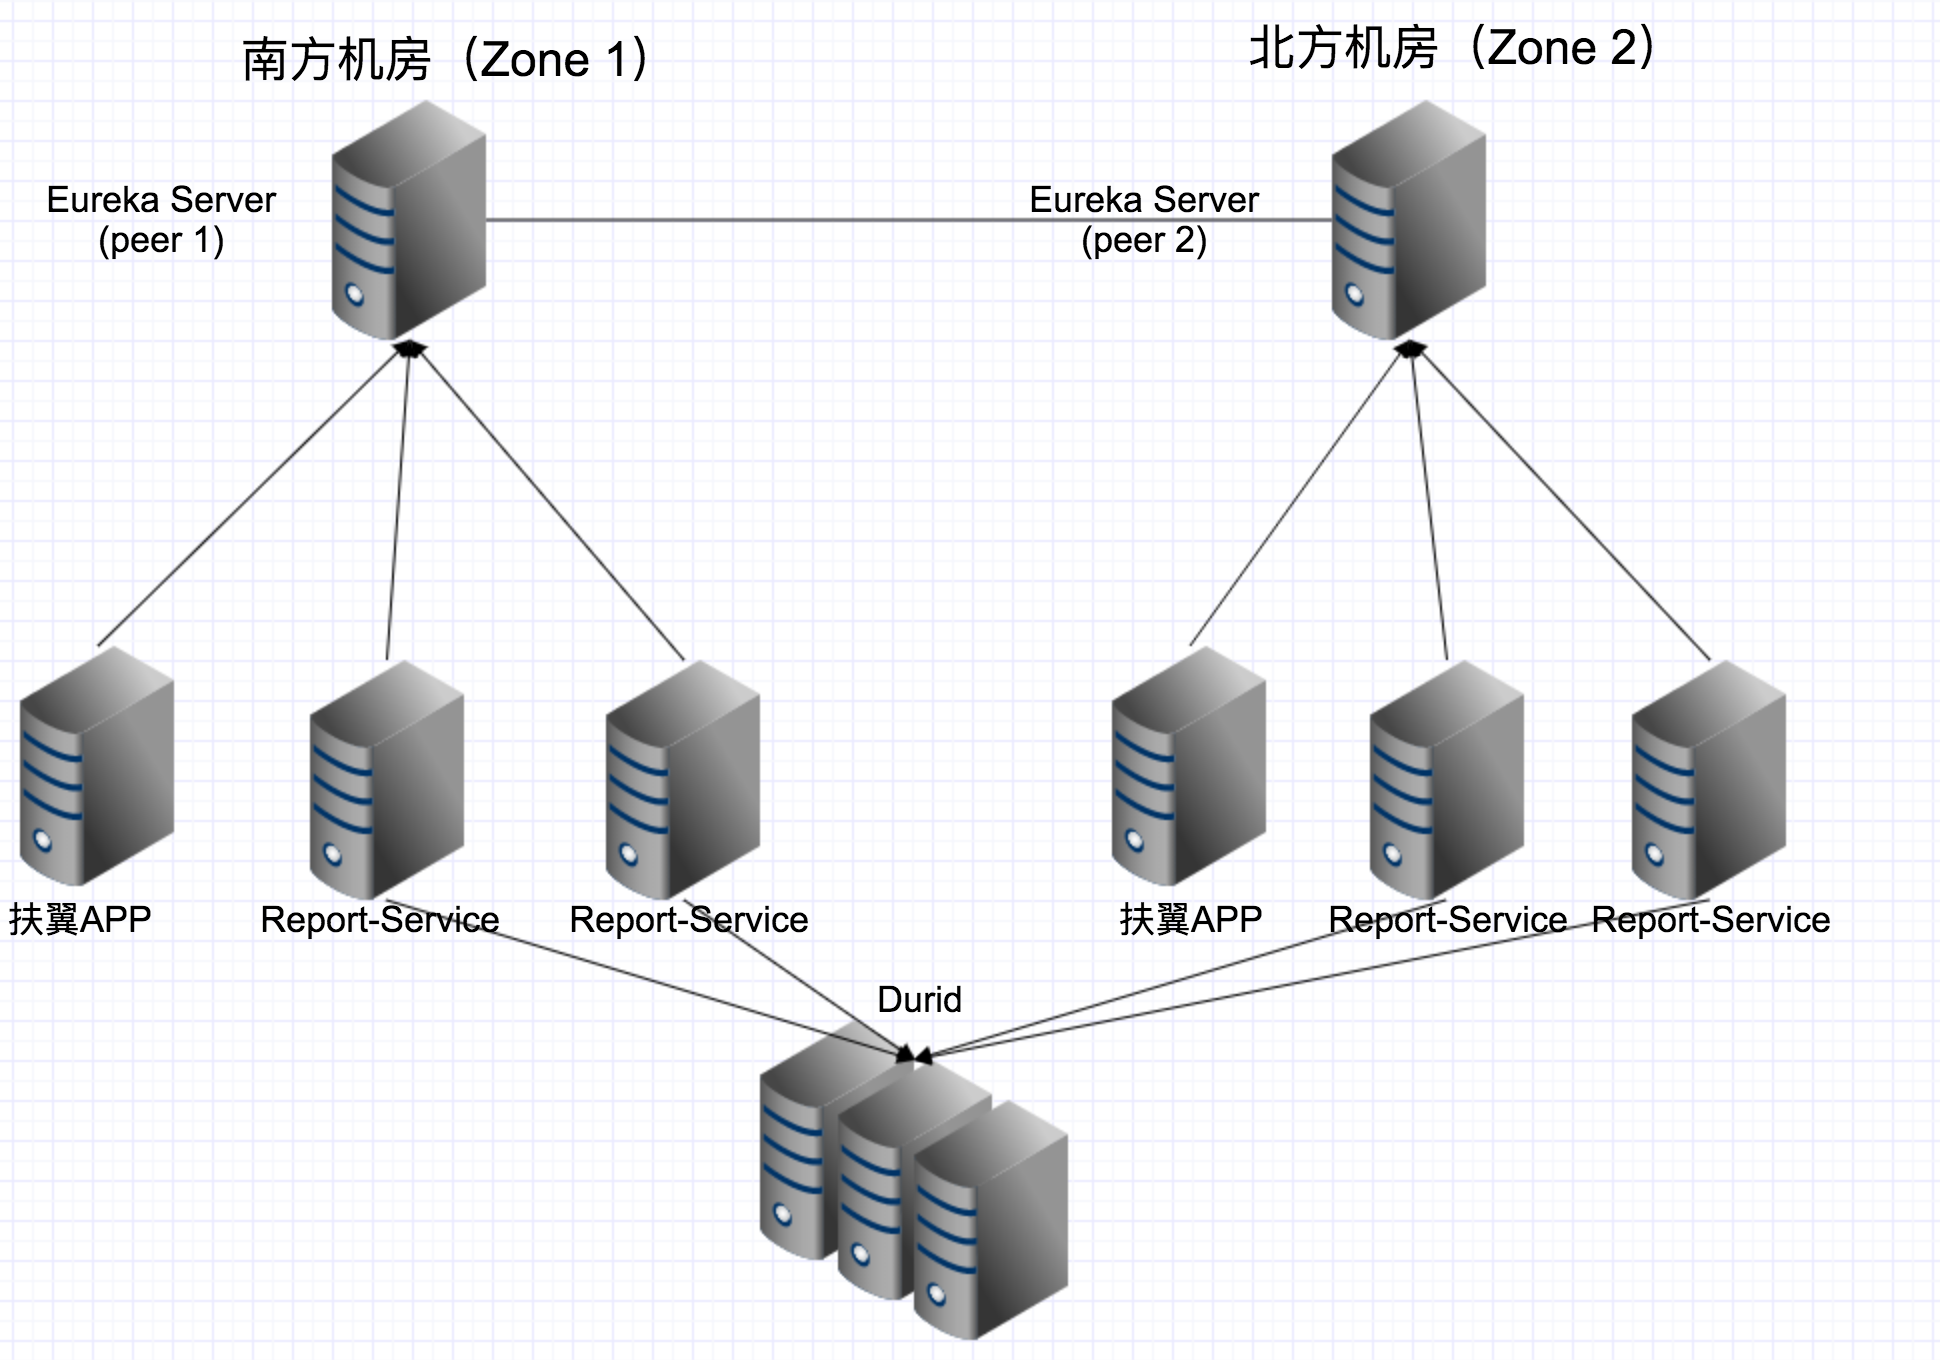 南方机房（Zone 1）
北方机房（Zone 2）
Eureka Server
(peer 1)
Eureka Server
(peer 2)
扶翼APP
Report-Service
Report-Service
扶翼APP
Report-Service
Report-Service
Durid